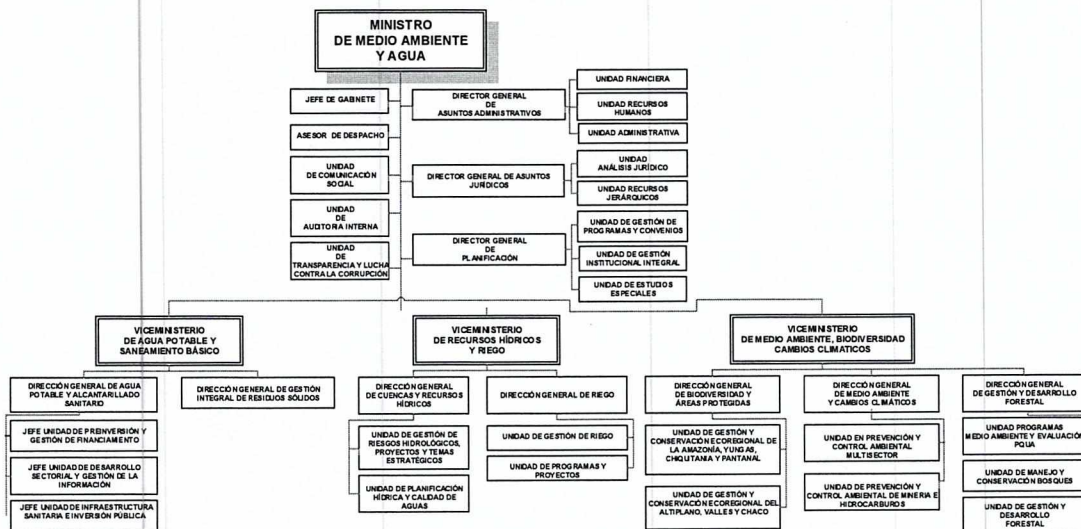 MINISTRO
DE MEDIO AMBIENTE
Y AGUA
JEFE DE GABINETE
ASESOR DE DESPACHO
UNIDAD
DE COMUNICACIÓN
SOCIAL
UNIDAD
DE
AUDITORIA INTERNA
UNIDAD
DE
TRANSPARENCIA Y LUCHA
CONTRA LA CORRUPCIÓN
DIRECTOR GENERAL
DE
ASUNTOS ADMINISTRATIVOS
UNIDAD FINANCIERA
UNIDAD RECURSOS
HUMANOS
UNIDAD ADMINISTRATIVA
DIRECTOR GENERAL DE ASUNTOS
JURÍDICOS
UNIDAD
ANÁLISIS JURÍDICO
UNIDAD RECURSOS
JERÁRQUICOS
DIRECTOR GENERAL
DE
PLANIFICACIÓN
UNIDAD DE GESTIÓN DE
PROGRAMAS Y CONVENIOS
UNIDAD DE GESTIÓN
INSTITUCIONAL INTEGRAL
UNIDAD DE ESTUDIOS
ESPECIALES
VICEMINISTERIO
DE AGUA POTABLE Y
SANEAMIENTO BÁSICO
DIRECCIÓN GENERAL DE AGUA
POTABLE Y ALCANTARILLADO
SANITARIO
JEFE UNIDAD DE PREINVERSIÓN Y
GESTIÓN DE FINANCIAMIENTO
JEFE UNIDAD DE DESARROLLO
SECTORIAL Y GESTIÓN DE LA
INFORMACIÓN
JEFE UNIDAD DE INFRAESTRUCTURA
SANITARIA E INVERSIÓN PÚBLICA
DIRECCIÓN GENERAL DE GESTIÓN
INTEGRAL DE RESIDUOS SÓLIDOS
VICEMINISTERIO
DE RECURSOS HÍDRICOS
Y RIEGO
DIRECCIÓN GENERAL
DE CUENCAS Y RECURSOS
HÍDRICOS
UNIDAD DE GESTIÓN DE
RIESGOS HIDROLÓGICOS,
PROYECTOS Y TEMAS
ESTRATÉGICOS
UNIDAD DE PLANIFICACIÓN
HÍDRICA Y CALIDAD DE
AGUAS
DIRECCIÓN GENERAL DE RIEGO
UNIDAD DE GESTIÓN DE RIEGO
UNIDAD DE PROGRAMAS Y
PROYECTOS
VICEMINISTERIO
DE MEDIO AMBIENTE, BIODIVERSIDAD
CAMBIOS CLIMATICOS
DIRECCIÓN GENERAL
DE BIODIVERSIDAD Y
ÁREAS PROTEGIDAS
UNIDAD DE GESTIÓN Y
CONSERVACIÓN ECOREGIONAL DE
LA AMAZONÍA, YUNGAS,
CHIQUITANIA Y PANTANAL
UNIDAD DE GESTIÓN Y
CONSERVACIÓN ECOREGIONAL DEL
ALTIPLANO, VALLES Y CHACO
DIRECCIÓN GENERAL
DE MEDIO AMBIENTE
Y CAMBIOS CLIMÁTICOS
UNIDAD EN PREVENCIÓN Y
CONTROL AMBIENTAL
MULTISECTOR
UNIDAD DE PREVENCIÓN Y
CONTROL AMBIENTAL DE MINERIA E
HIDROCARBUROS
DIRECCIÓN GENERAL
DE GESTIÓN Y DESARROLLO
FORESTAL
UNIDAD PROGRAMAS
MEDIO AMBIENTE Y EVALUACIÓN
PQUA
UNIDAD DE MANEJO Y
CONSERVACIÓN BOSQUES
UNIDAD DE GESTIÓN Y
DESARROLLO
FORESTAL